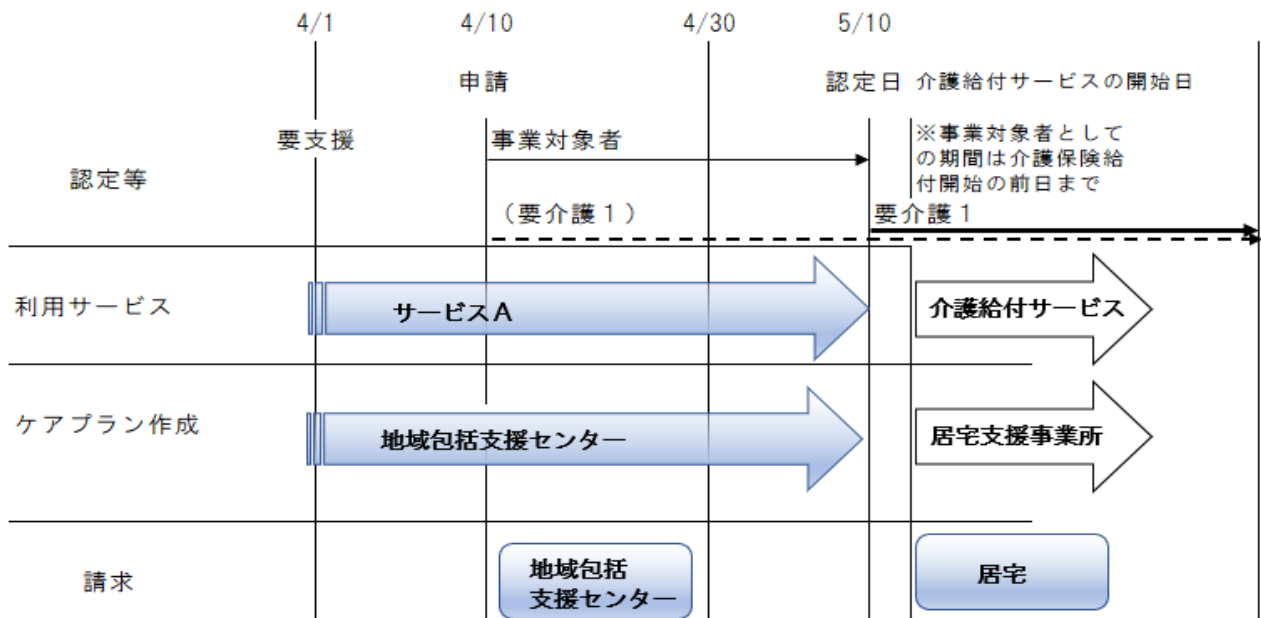 4/1
4/10
4/30
5/10
申請
認定日
介護給付サービスの開始日
要支援
事業対象者
※事業対象者として
の期間は介護保険給
付開始の前日まで
認定等
（要介護１）
要介護１
利用サービス
サービスＡ
介護給付サービス
ケアプラン作成
地域包括支援センター
居宅支援事業所
請求
地域包括
支援センター
居宅